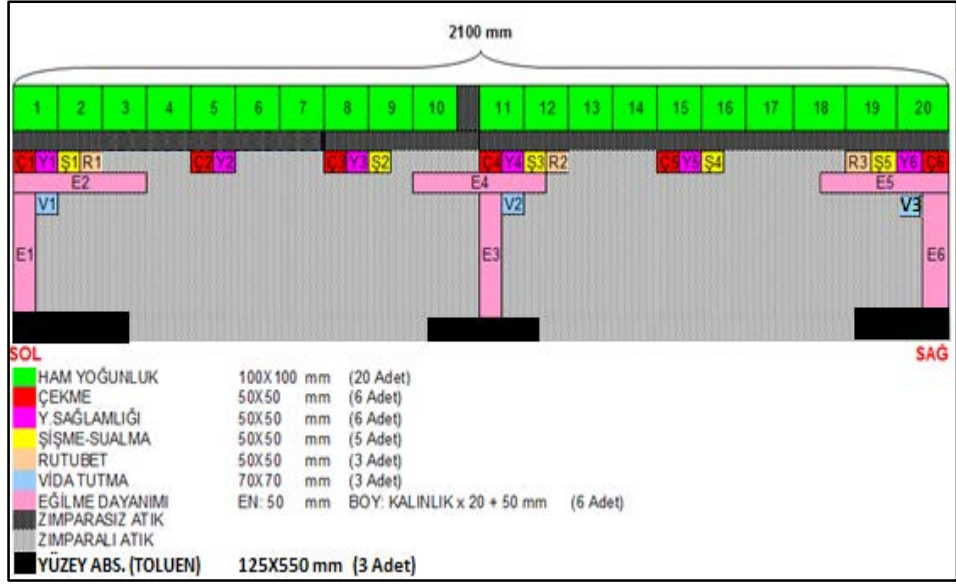 2100 mm
1 2 3 4 5 6 7 8 9 10 11 12 13 14 15 16 17 18 19 20
Ç1 Y1 Ş1 R1 Ç2 Y2 Ç3 Y3 Ş2 Ç4 Y4 Ş3 R2 Ç5 Y5 Ş4 R3 Ş5 Y6 Ç6
E2 E4 E5
V1 V2 V3
E1 E3 E6
SOL SAĞ
HAM YOĞUNLUK 100X100 mm (20 Adet)
ÇEKME 50X50 mm (6 Adet)
Y.SAĞLAMLIĞI 50X50 mm (6 Adet)
ŞİŞME-SUALMA 50X50 mm (5 Adet)
RUTUBET 50X50 mm (3 Adet)
VİDA TUTMA 70X70 mm (3 Adet)
EĞİLME DAYANIMI EN: 50 mm BOY: KALINLIK x 20 + 50 mm (6 Adet)
ZIMPARASIZ ATIK
ZIMPARALI ATIK
YÜZEY ABS. (TOLUEN) 125X550 mm (3 Adet)